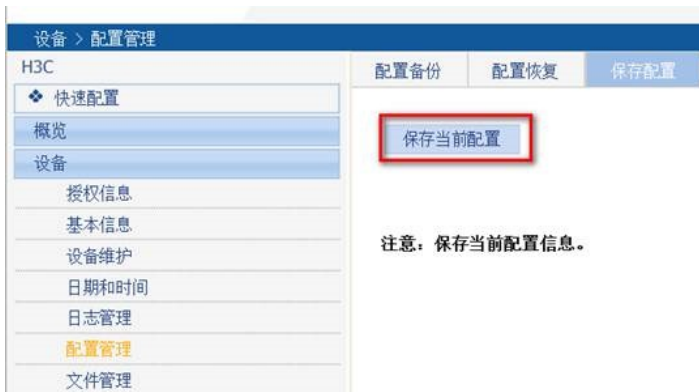 设备 > 配置管理
H3C
快速配置
概览
设备
授权信息
基本信息
设备维护
日期和时间
日志管理
配置管理
文件管理
配置备份 配置恢复 保存配置
保存当前配置
注意：保存当前配置信息。